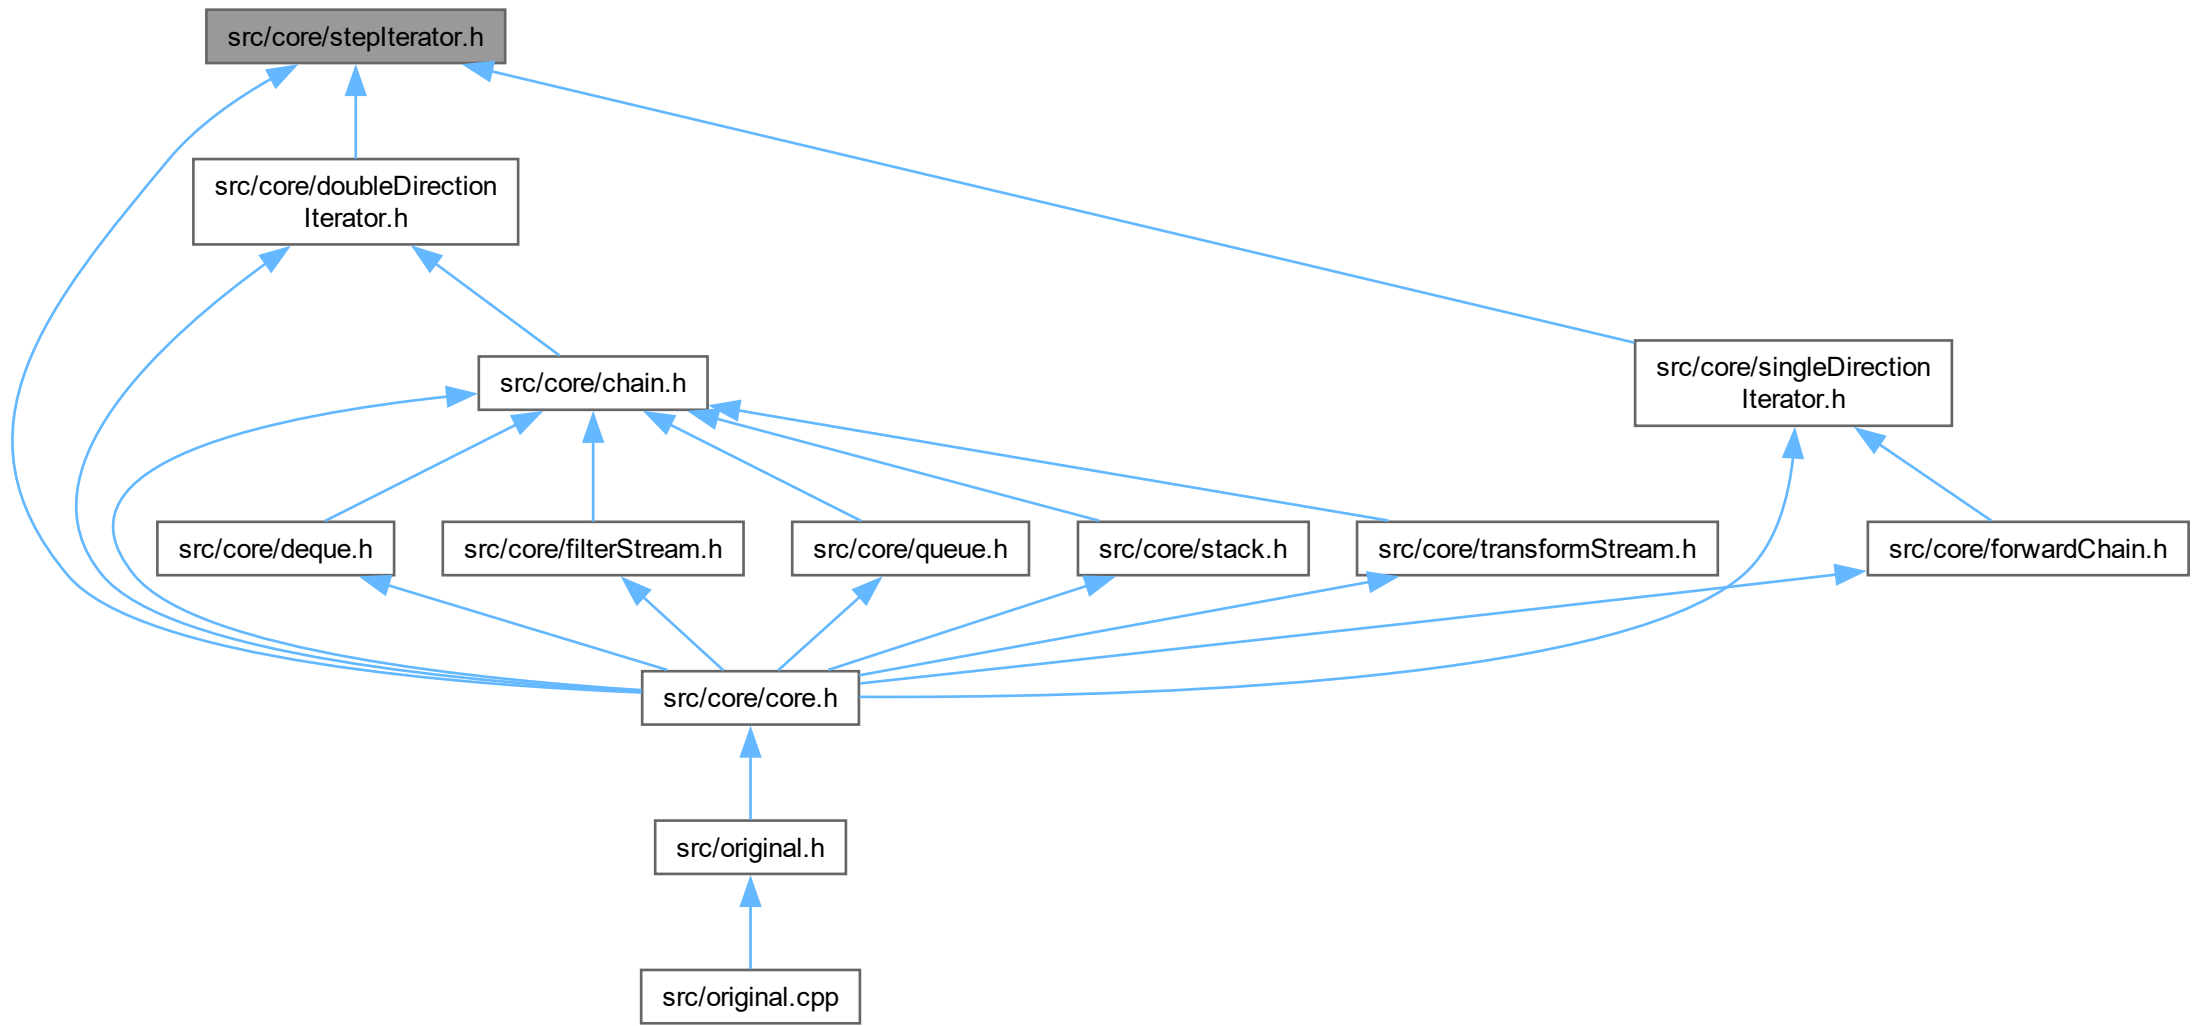 src/core/stepIterator.h
src/core/doubleDirection
Iterator.h
src/core/chain.h
src/core/singleDirection
Iterator.h
src/core/deque.h
src/core/filterStream.h
src/core/queue.h
src/core/stack.h
src/core/transformStream.h
src/core/forwardChain.h
src/core/core.h
src/original.h
src/original.cpp